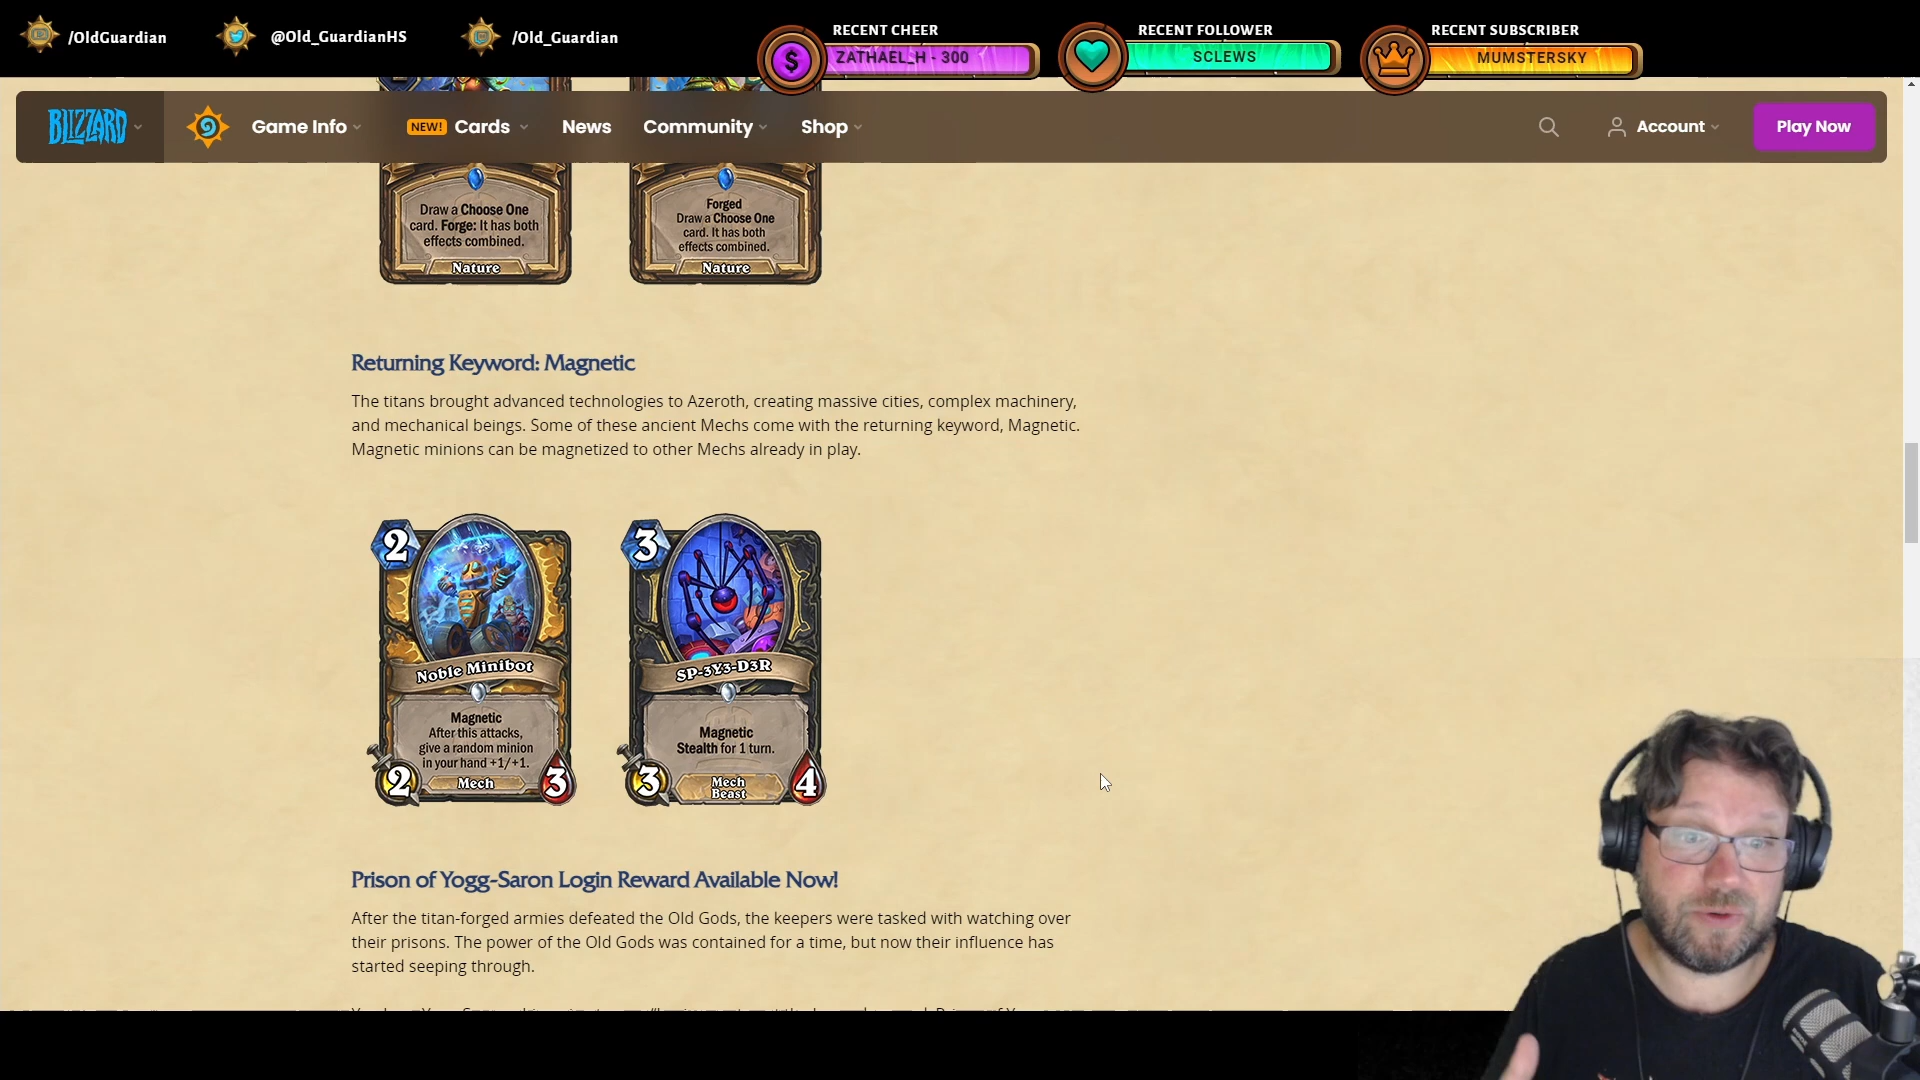 /OldGuardian
@Old_GuardianHS
/Old_Guardian
RECENT CHEER
ZATHAEL_H - 300
RECENT FOLLOWER
SCLEWS
RECENT SUBSCRIBER
MUMSTERSKY
BLIZZARD
Game Info
NEW! Cards
News
Community
Shop
Account
Play Now
Draw a Choose One
card. Forge: It has both
effects combined.
Nature
Forged
Draw a Choose One
card. It has both
effects combined.
Nature
Returning Keyword: Magnetic
The titans brought advanced technologies to Azeroth, creating massive cities, complex machinery,
and mechanical beings. Some of these ancient Mechs come with the returning keyword, Magnetic.
Magnetic minions can be magnetized to other Mechs already in play.
2
Noble Minibot
Magnetic
After this attacks,
give a random minion
in your hand +1/+1.
2
Mech
3
3
SP-3Y3-D3R
Magnetic
Stealth for 1 turn.
3
Mech
Beast
4
Prison of Yogg-Saron Login Reward Available Now!
After the titan-forged armies defeated the Old Gods, the keepers were tasked with watching over
their prisons. The power of the Old Gods was contained for a time, but now their influence has
started seeping through.